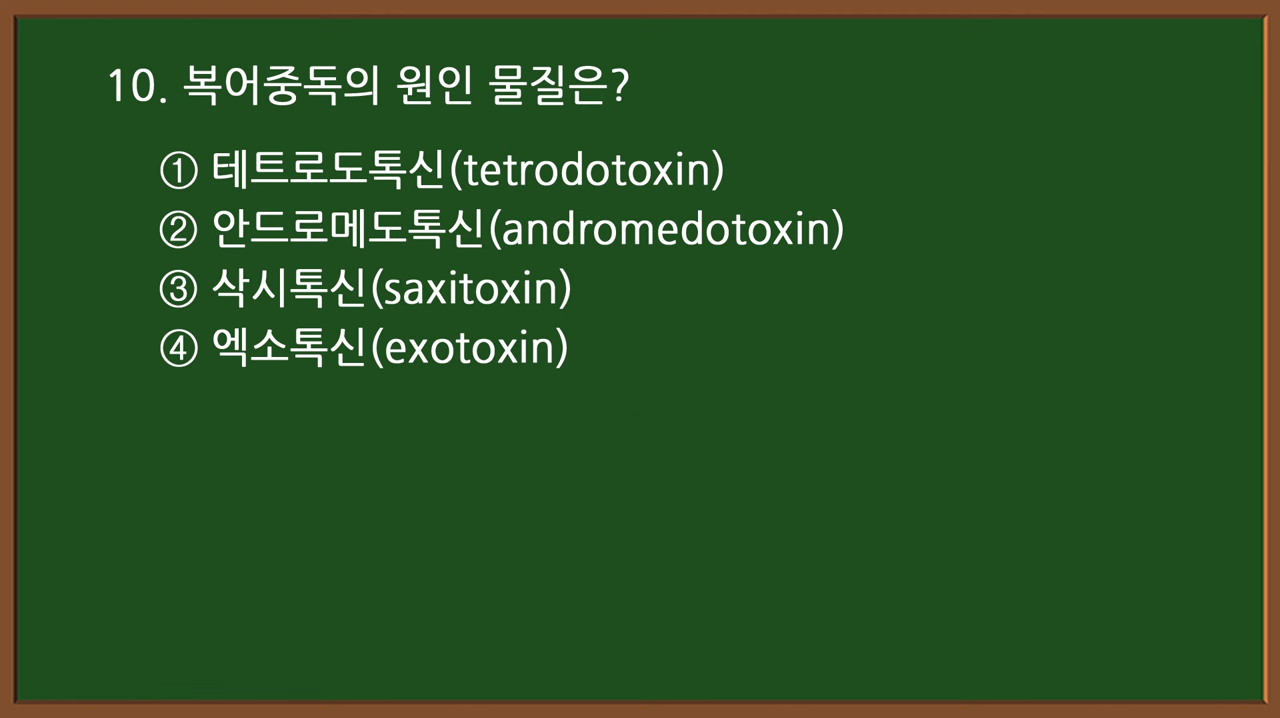 10. 복어중독의 원인 물질은?
① 테트로도톡신(tetrodotoxin)
② 안드로메도톡신(andromedotoxin)
③ 삭시톡신(saxitoxin)
④ 엑소톡신(exotoxin)